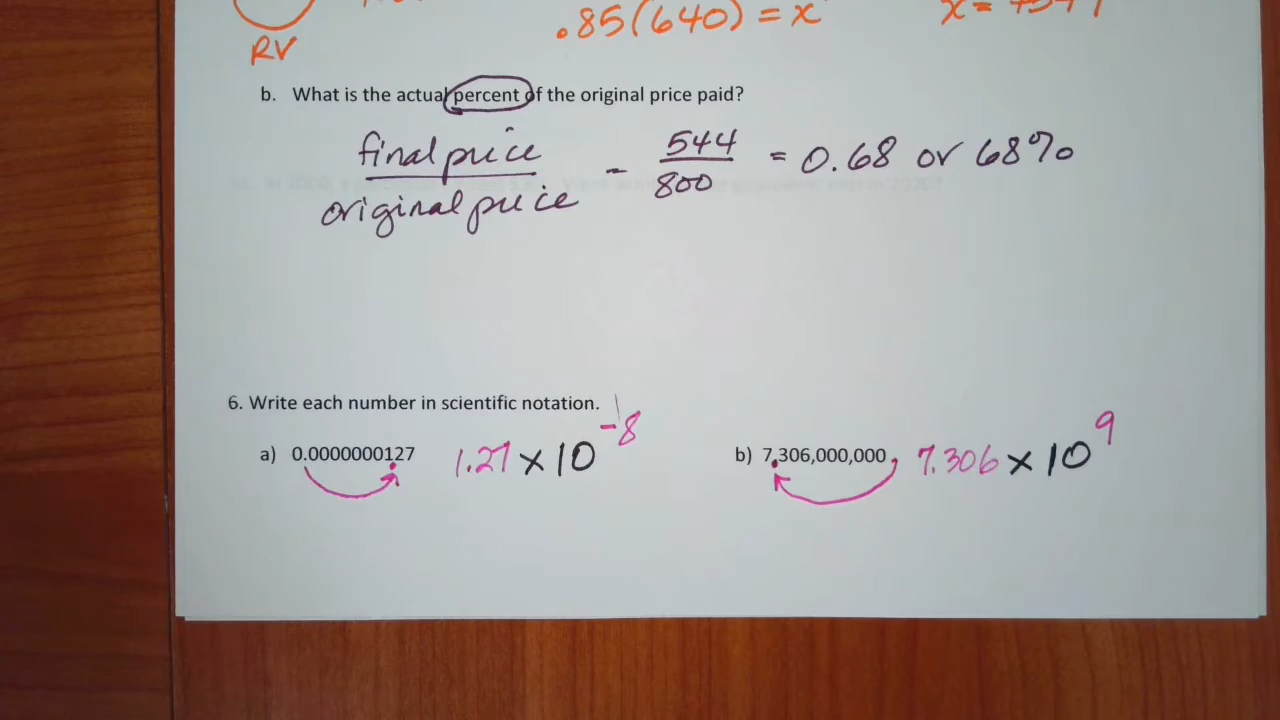 .85(640) = x
RV
b. What is the actual percent of the original price paid?
final price
original price
= 544/800 = 0.68 or 68%
6. Write each number in scientific notation.
a) 0.0000000127 1.27 × 10^-8
b) 7,306,000,000 7.306 × 10^9